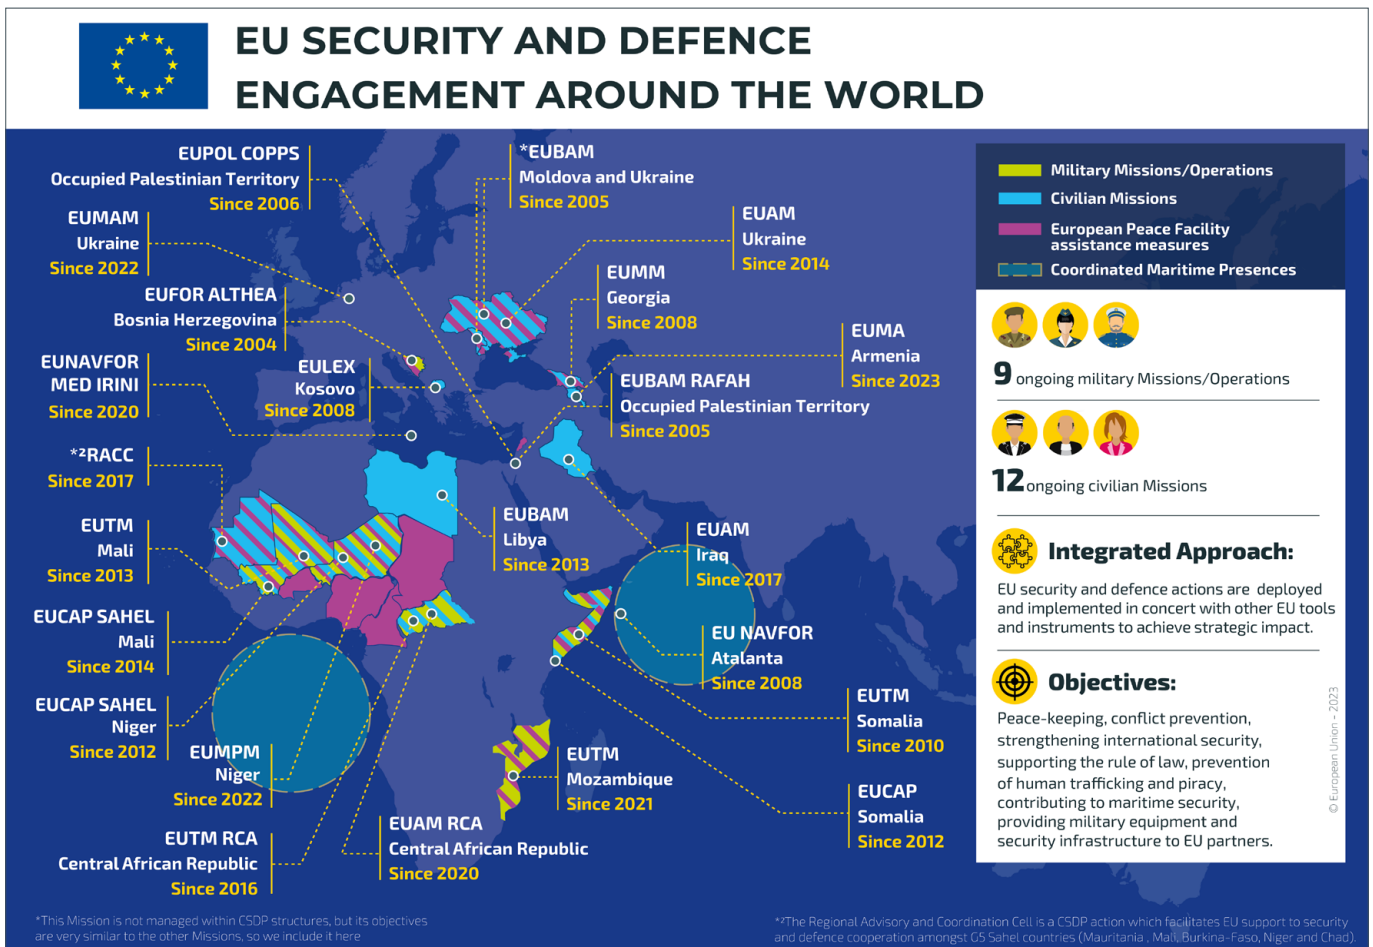 EU SECURITY AND DEFENCE
ENGAGEMENT AROUND THE WORLD
EUPOL COPPS
Occupied Palestinian Territory
Since 2006
EUMAM
Ukraine
Since 2022
EUFOR ALTHEA
Bosnia Herzegovina
Since 2004
EUNAVFOR
MED IRINI
Since 2020
EULEX
Kosovo
Since 2008
*²RACC
Since 2017
EUTM
Mali
Since 2013
EUCAP SAHEL
Mali
Since 2014
EUCAP SAHEL
Niger
Since 2012
EUMPM
Niger
Since 2022
EUTM RCA
Central African Republic
Since 2016
EUAM RCA
Central African Republic
Since 2020
*EUBAM
Moldova and Ukraine
Since 2005
EUAM
Ukraine
Since 2014
EUMM
Georgia
Since 2008
EUMA
Armenia
Since 2023
EUBAM RAFAH
Occupied Palestinian Territory
Since 2005
EUBAM
Libya
Since 2013
EUAM
Iraq
Since 2017
EU NAVFOR
Atalanta
Since 2008
EUTM
Somalia
Since 2010
EUTM
Mozambique
Since 2021
EUCAP
Somalia
Since 2012
Military Missions/Operations
Civilian Missions
European Peace Facility
assistance measures
Coordinated Maritime Presences
9 ongoing military Missions/Operations
12 ongoing civilian Missions
Integrated Approach:
EU security and defence actions are deployed
and implemented in concert with other EU tools
and instruments to achieve strategic impact.
Objectives:
Peace-keeping, conflict prevention,
strengthening international security,
supporting the rule of law, prevention
of human trafficking and piracy,
contributing to maritime security,
providing military equipment and
security infrastructure to EU partners.
© European Union - 2023
*This Mission is not managed within CSDP structures, but its objectives
are very similar to the other Missions, so we include it here
*²The Regional Advisory and Coordination Cell is a CSDP action which facilitates EU support to security
and defence cooperation amongst G5 Sahel countries (Mauritania , Mali, Burkina-Faso, Niger and Chad).